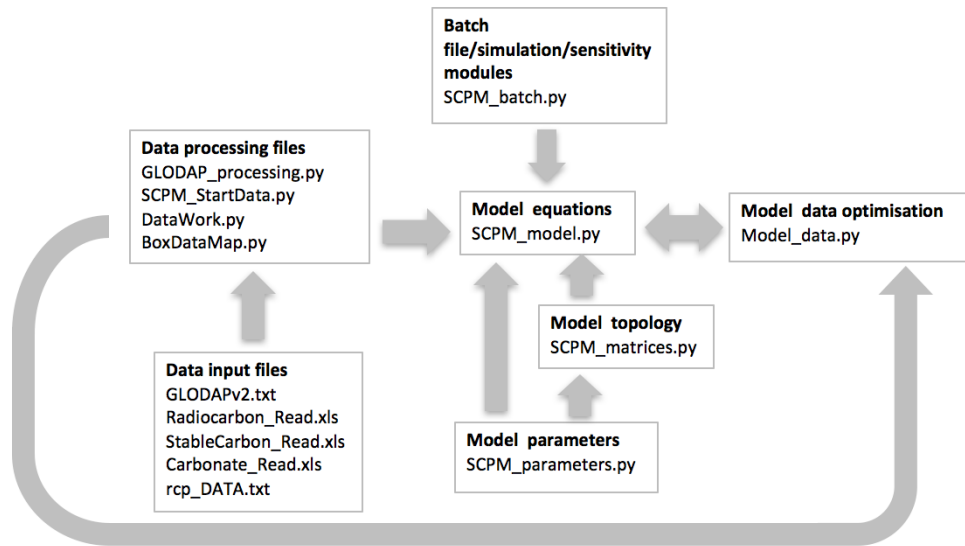 Batch
file/simulation/sensitivity
modules
SCPM_batch.py
Data processing files
GLODAP_processing.py
SCPM_StartData.py
DataWork.py
BoxDataMap.py
Model equations
SCPM_model.py
Model data optimisation
Model_data.py
Model topology
SCPM_matrices.py
Data input files
GLODAPv2.txt
Radiocarbon_Read.xls
StableCarbon_Read.xls
Carbonate_Read.xls
rcp_DATA.txt
Model parameters
SCPM_parameters.py